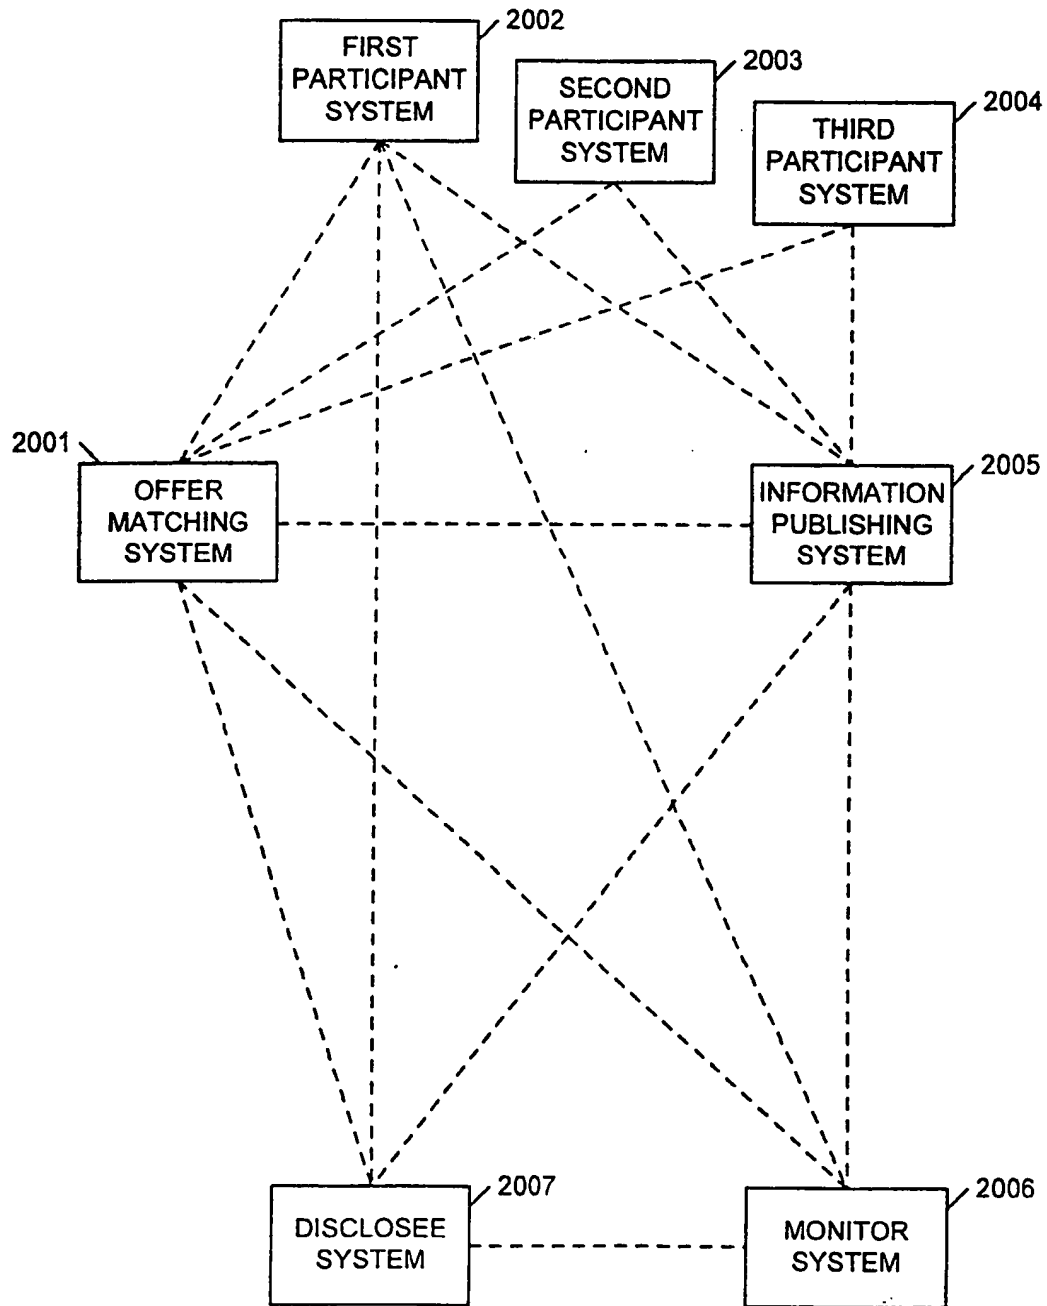 2002
FIRST
PARTICIPANT
SYSTEM
2003
SECOND
PARTICIPANT
SYSTEM
2004
THIRD
PARTICIPANT
SYSTEM
2001
OFFER
MATCHING
SYSTEM
2005
INFORMATION
PUBLISHING
SYSTEM
2007
DISCLOSEE
SYSTEM
2006
MONITOR
SYSTEM